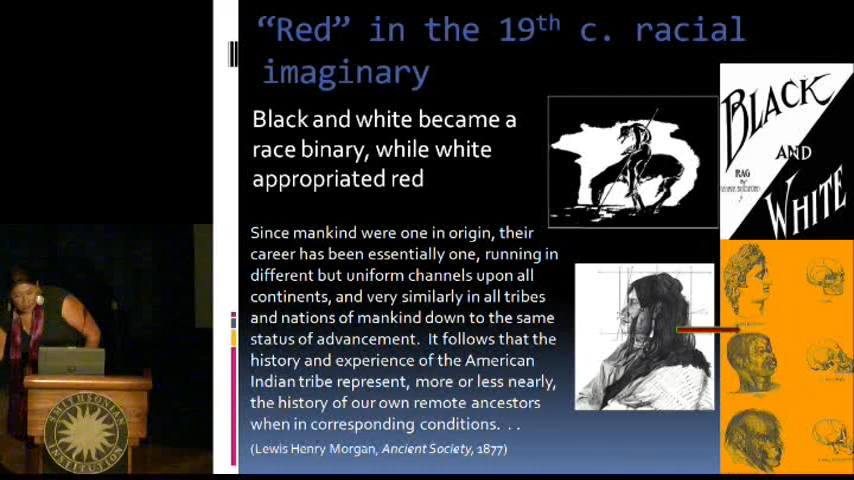 “Red” in the 19th c. racial
imaginary
Black and white became a
race binary, while white
appropriated red
Since mankind were one in origin, their
career has been essentially one, running in
different but uniform channels upon all
continents, and very similarly in all tribes
and nations of mankind down to the same
status of advancement. It follows that the
history and experience of the American
Indian tribe represent, more or less nearly,
the history of our own remote ancestors
when in corresponding conditions. . .
(Lewis Henry Morgan, Ancient Society, 1877)
BLACK
AND
RAG
WHITE
SMITHSONIAN
INSTITUTION